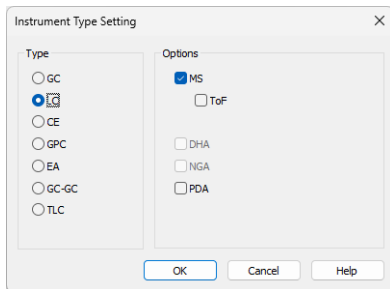 Instrument Type Setting
Type
Options
GC
LC
CE
GPC
EA
GC-GC
TLC
MS
ToF
DHA
NGA
PDA
OK
Cancel
Help